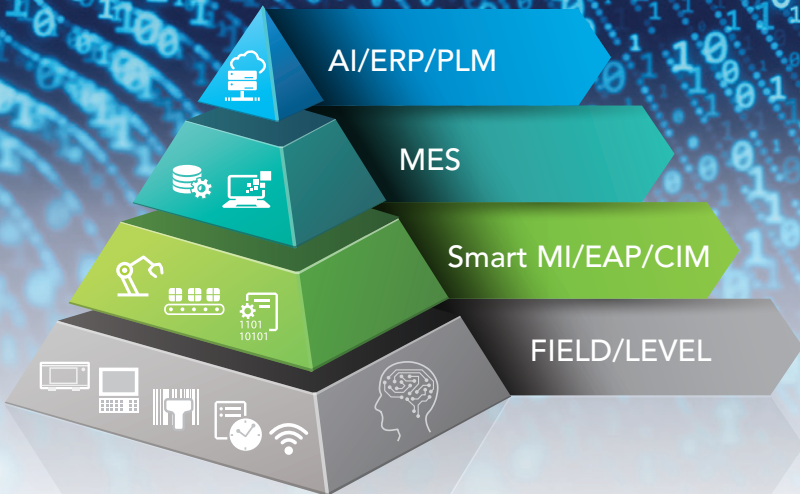 AI/ERP/PLM
MES
Smart MI/EAP/CIM
1101
10101
FIELD/LEVEL